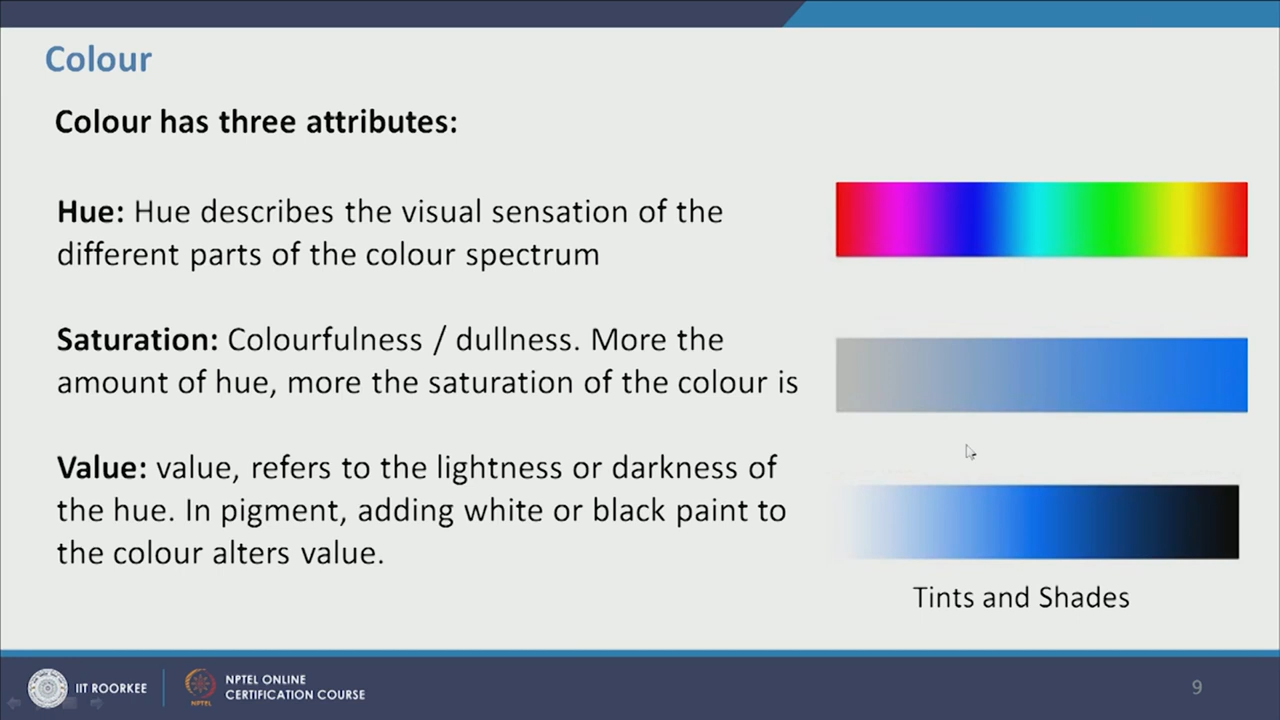 Colour
Colour has three attributes:
Hue: Hue describes the visual sensation of the
different parts of the colour spectrum
Saturation: Colourfulness / dullness. More the
amount of hue, more the saturation of the colour is
Value: value, refers to the lightness or darkness of
the hue. In pigment, adding white or black paint to
the colour alters value.
Tints and Shades
IIT ROORKEE
NPTEL
NPTEL ONLINE
CERTIFICATION COURSE
9